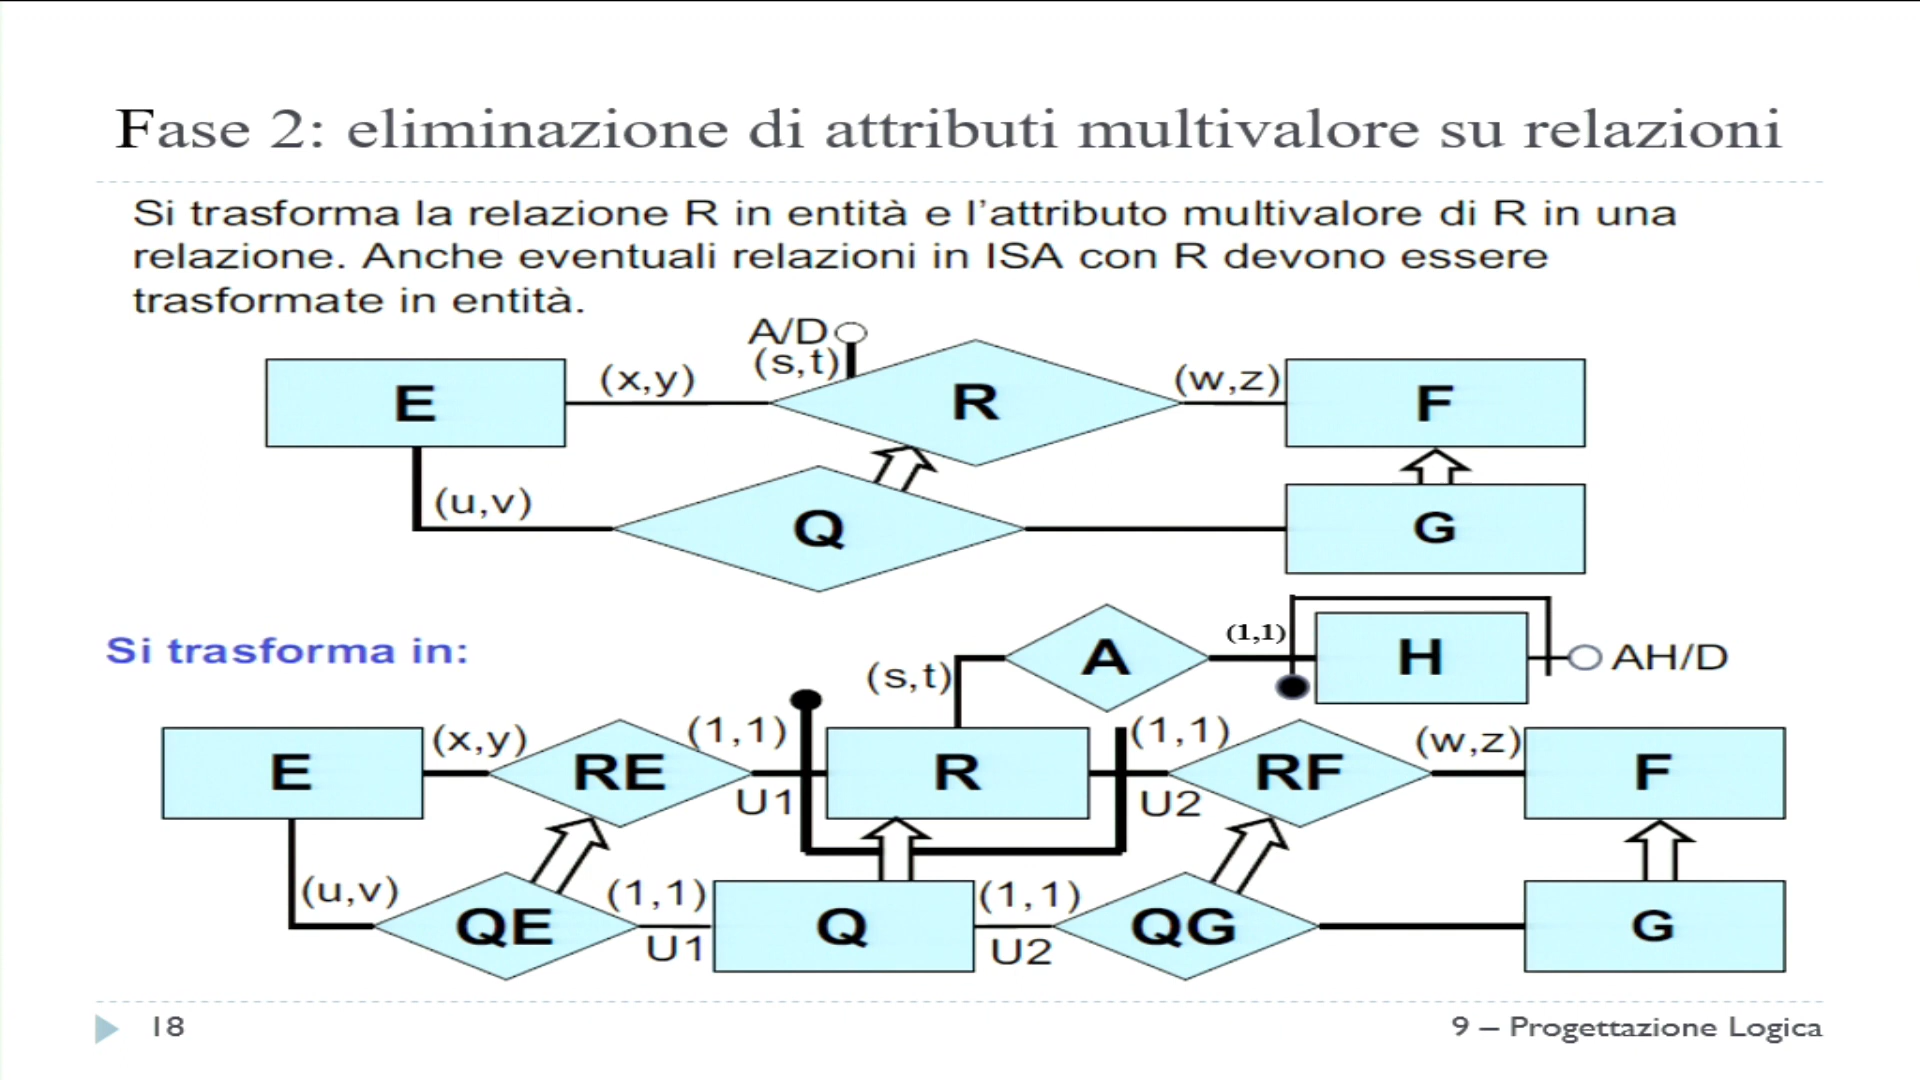 Fase 2: eliminazione di attributi multivalore su relazioni
Si trasforma la relazione R in entità e l'attributo multivalore di R in una
relazione. Anche eventuali relazioni in ISA con R devono essere
trasformate in entità.
A/D
(s,t)
E
(x,y)
R
(w,z)
F
(u,v)
Q
G
Si trasforma in:
(s,t)
A
(1,1)
H
AH/D
E
(x,y)
RE
(1,1)
U1
R
(1,1)
U2
RF
(w,z)
F
(u,v)
QE
(1,1)
U1
Q
(1,1)
U2
QG
G
18
9 – Progettazione Logica